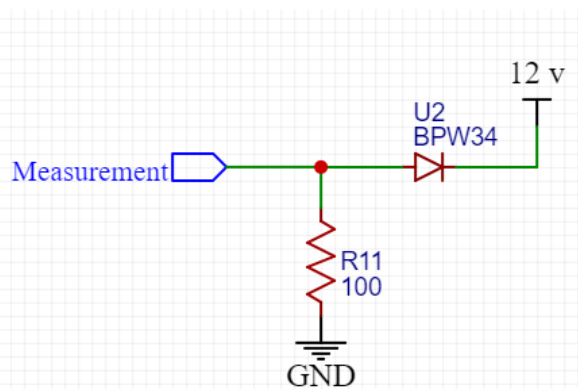 12 v
U2
BPW34
Measurement
R11
100
GND